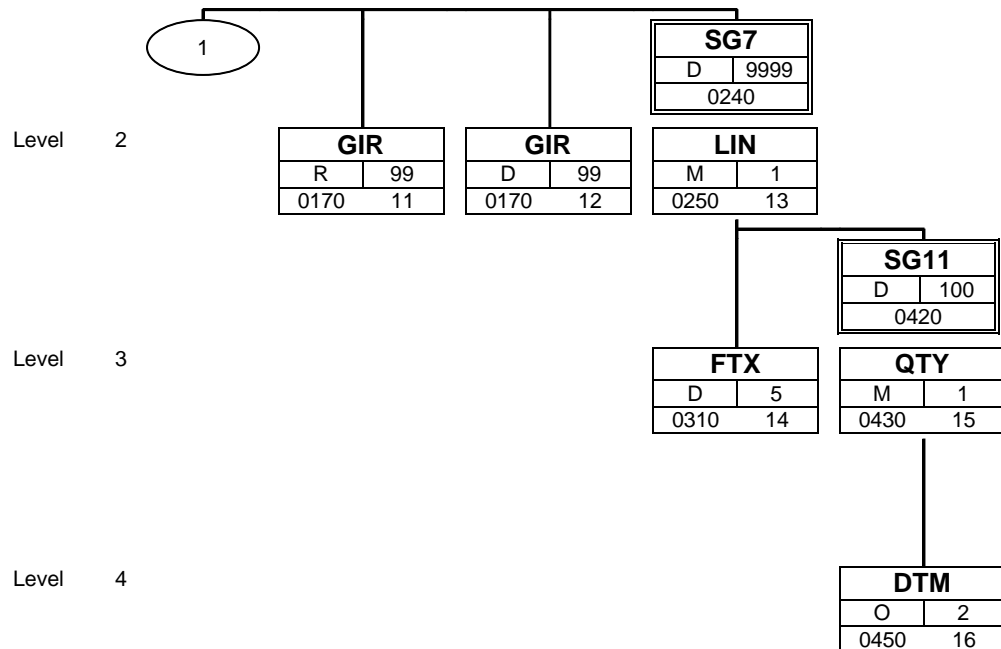 1
SG7
D 9999
0240
Level 2
GIR GIR LIN
R 99 D 99 M 1
0170 11 0170 12 0250 13
SG11
D 100
0420
Level 3
FTX QTY
D 5 M 1
0310 14 0430 15
Level 4
DTM
O 2
0450 16